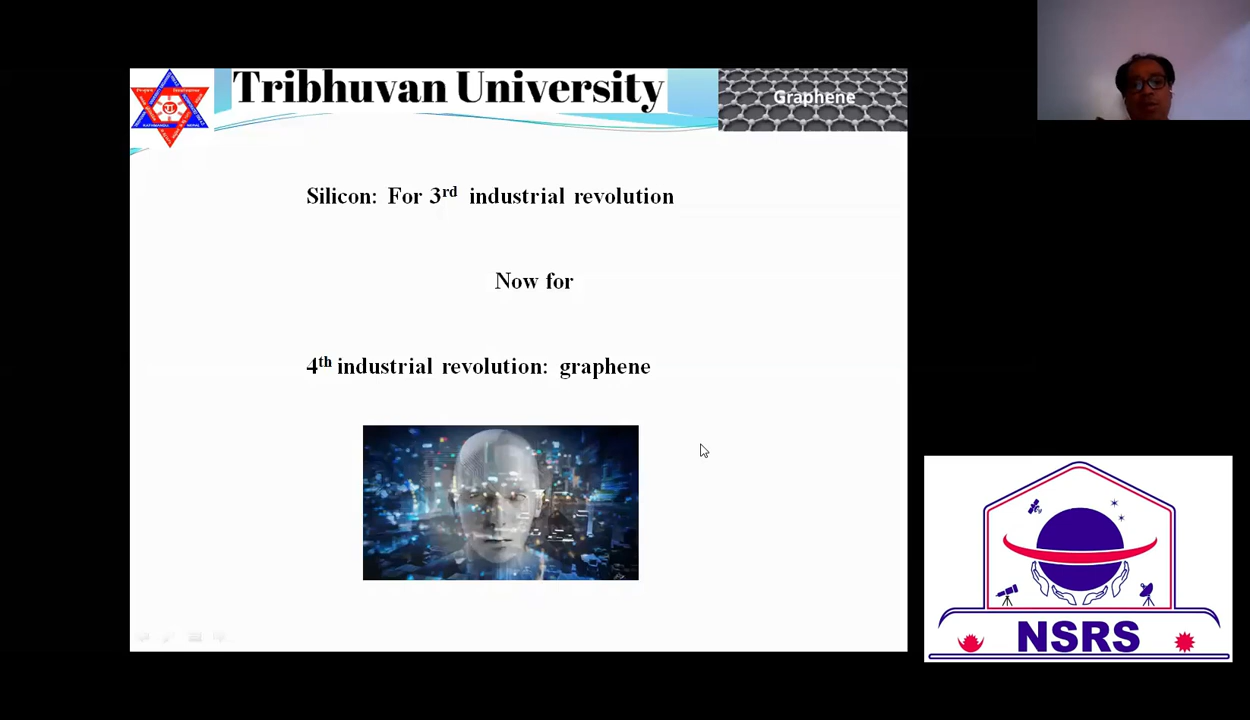 Tribhuvan University
Graphene
Silicon: For 3rd industrial revolution
Now for
4th industrial revolution: graphene
NSRS